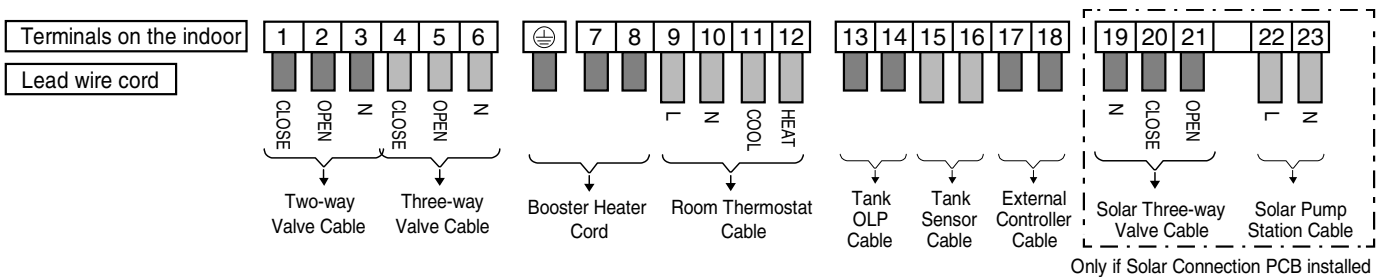 Terminals on the indoor
1 2 3 4 5 6 7 8 9 10 11 12 13 14 15 16 17 18 19 20 21 22 23
Lead wire cord
CLOSE OPEN N CLOSE OPEN N L N COOL HEAT N CLOSE OPEN L N
Two-way
Valve Cable
Three-way
Valve Cable
Booster Heater
Cord
Room Thermostat
Cable
Tank
OLP
Cable
Tank
Sensor
Cable
External
Controller
Cable
Solar Three-way
Valve Cable
Solar Pump
Station Cable
Only if Solar Connection PCB installed